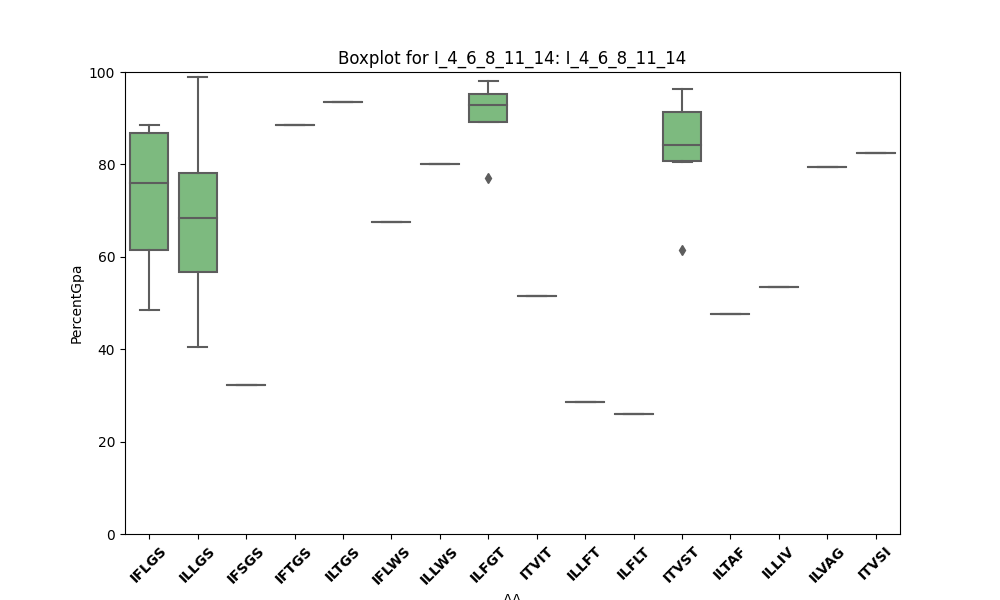 Boxplot for I_4_6_8_11_14: I_4_6_8_11_14
100
80
60
40
20
0
PercentGpa
IFLGS
ILLGS
IFSGS
IFTGS
ILTGS
IFLWS
ILLWS
ILFGT
ITVIT
ILLFT
ILFLT
ITVST
ILTAF
ILLIV
ILVAG
ITVSI
AA